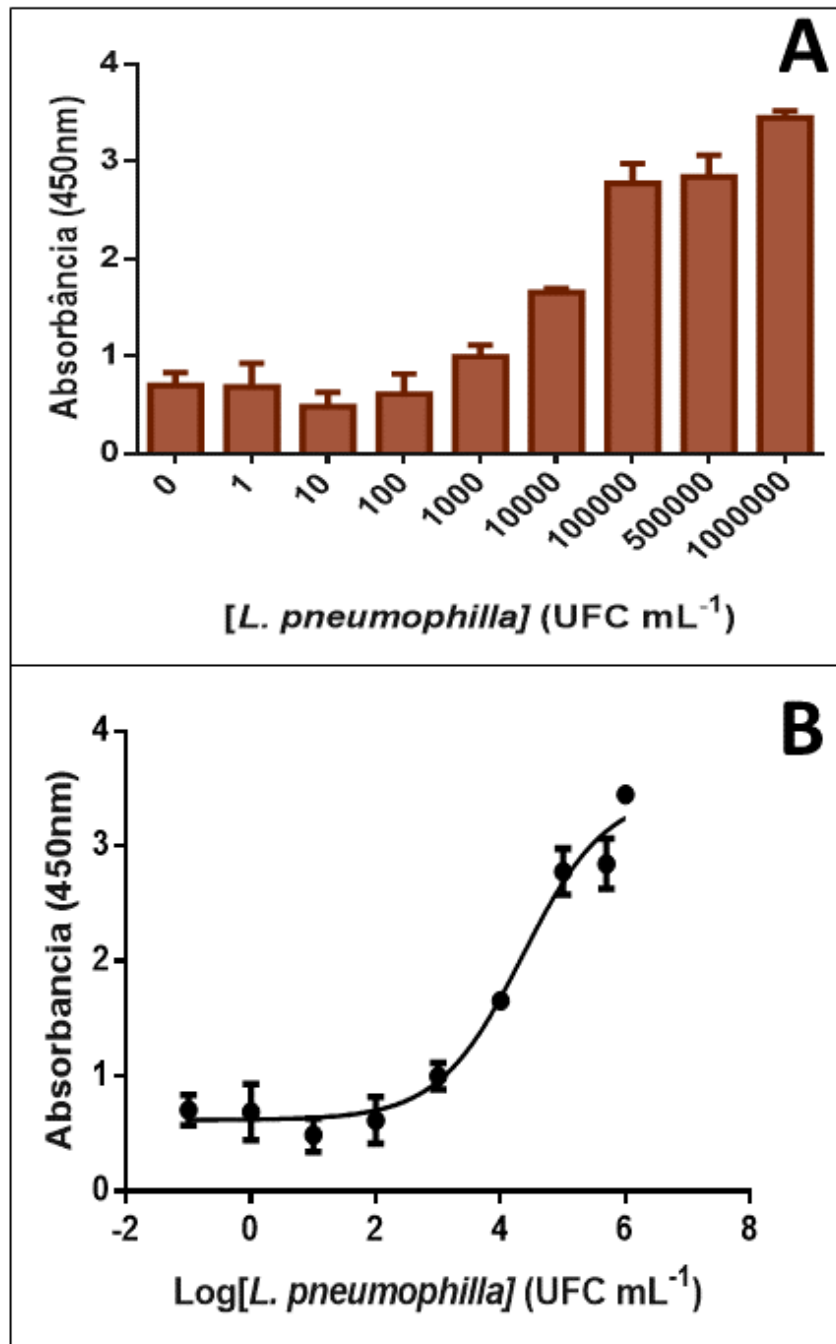 A
4
3
2
1
0
Absorbância (450nm)
0 1 10 100 1000 10000 100000 500000 1000000
[L. pneumophilla] (UFC mL⁻¹)
B
4
3
2
1
0
Absorbancia (450nm)
-2 0 2 4 6 8
Log[L. pneumophilla] (UFC mL⁻¹)